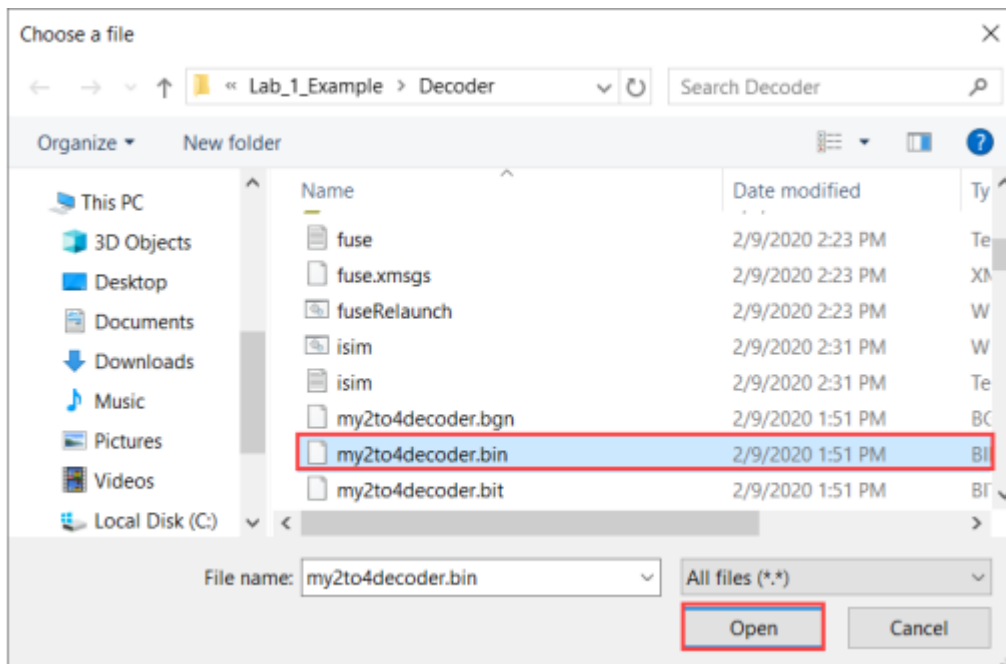 Choose a file
« Lab_1_Example > Decoder
Search Decoder
Organize
New folder
This PC
3D Objects
Desktop
Documents
Downloads
Music
Pictures
Videos
Local Disk (C:)
Name Date modified Ty
fuse 2/9/2020 2:23 PM Te
fuse.xmsgs 2/9/2020 2:23 PM XM
fuseRelaunch 2/9/2020 2:23 PM W
isim 2/9/2020 2:31 PM W
isim 2/9/2020 2:31 PM Te
my2to4decoder.bgn 2/9/2020 1:51 PM
my2to4decoder.bin 2/9/2020 1:51 PM BI
my2to4decoder.bit 2/9/2020 1:51 PM
File name: my2to4decoder.bin
All files (*.*)
Open Cancel